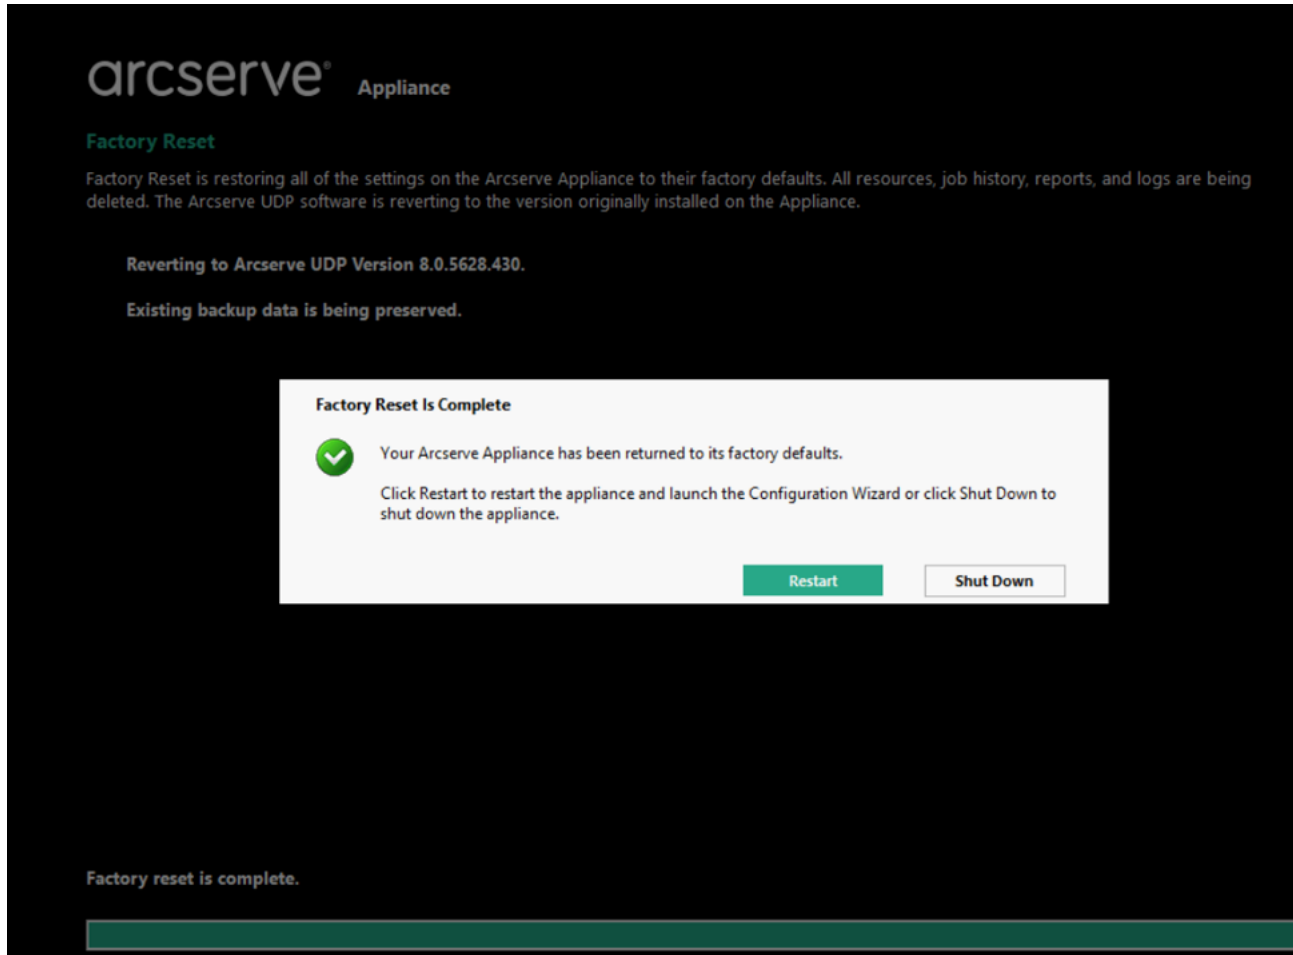 arcserve® Appliance
Factory Reset
Factory Reset is restoring all of the settings on the Arcserve Appliance to their factory defaults. All resources, job history, reports, and logs are being
deleted. The Arcserve UDP software is reverting to the version originally installed on the Appliance.
Reverting to Arcserve UDP Version 8.0.5628.430.
Existing backup data is being preserved.
Factory Reset Is Complete
Your Arcserve Appliance has been returned to its factory defaults.
Click Restart to restart the appliance and launch the Configuration Wizard or click Shut Down to
shut down the appliance.
Restart Shut Down
Factory reset is complete.